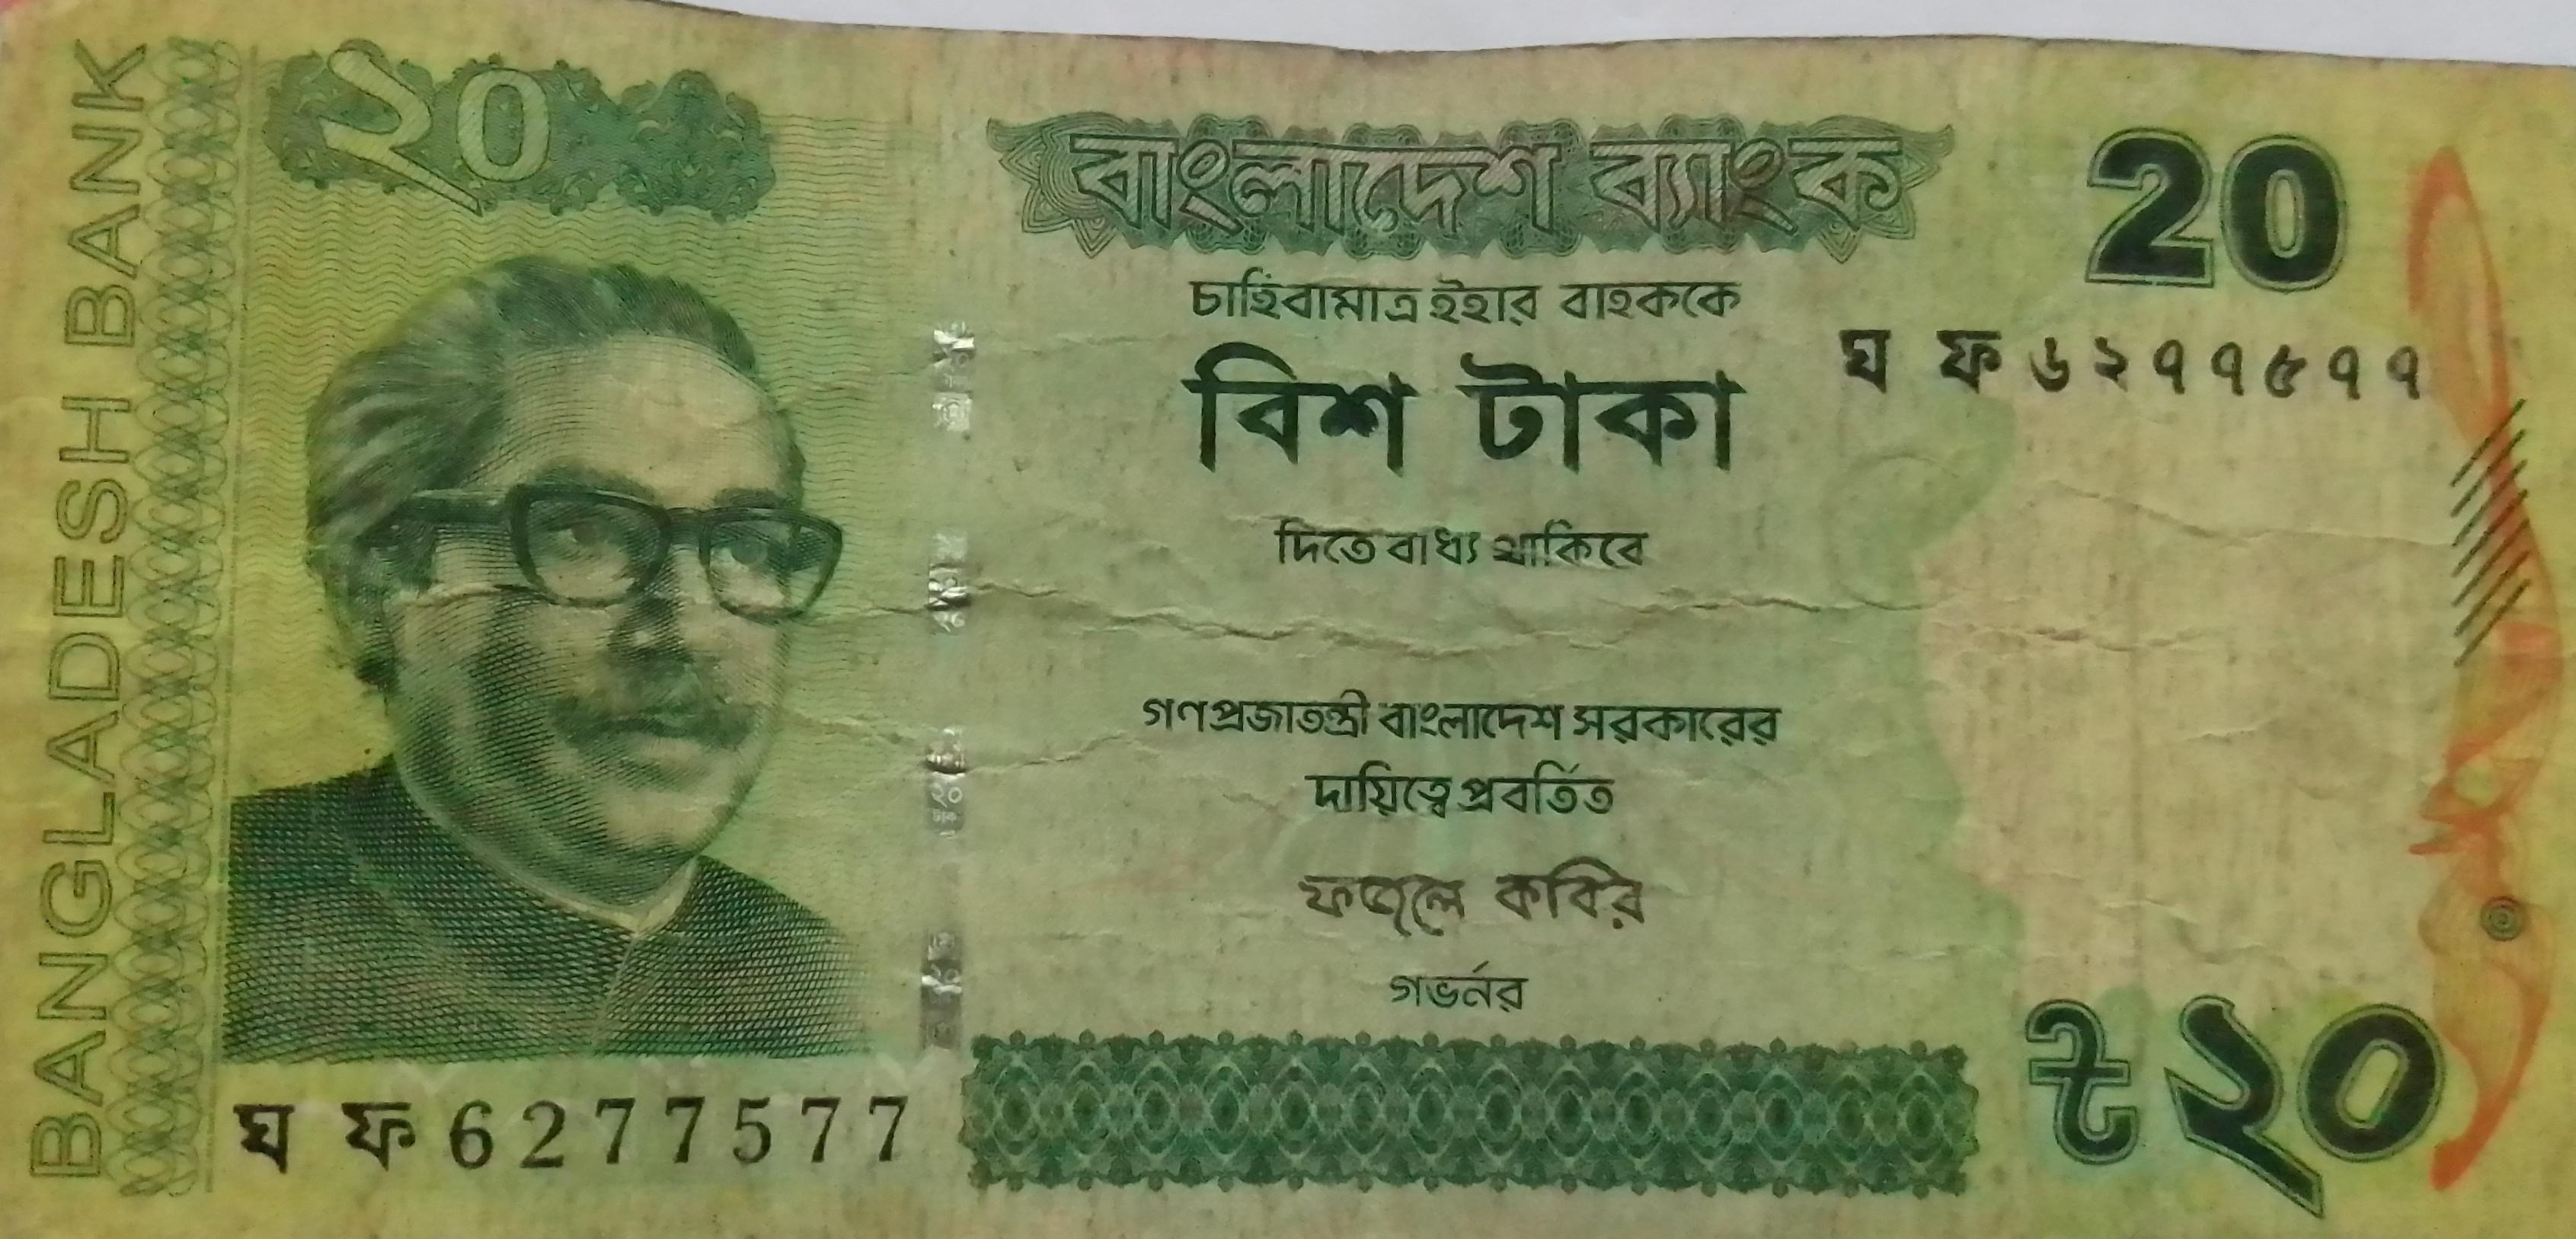 BANGLADESH BANK
২০
বাংলাদেশ ব্যাংক
20
চাহিবামাত্র ইহার বাহককে
ঘ ফ ৬২৭৭৫৭৭
বিশ টাকা
দিতে বাধ্য থাকিবে
গণপ্রজাতন্ত্রী বাংলাদেশ সরকারের
দায়িত্বে প্রবর্তিত
ফজলে কবির
গভর্নর
ঘ ফ 6277577
৳২০